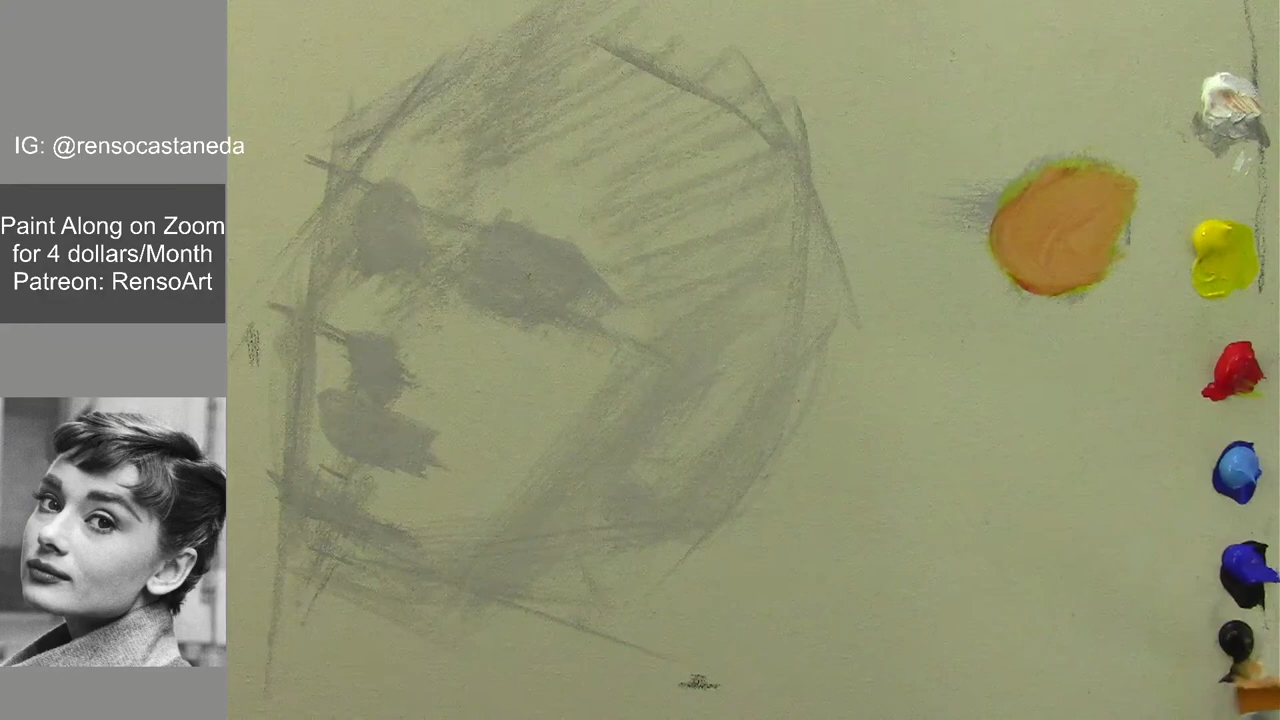 IG: @rensocastaneda
Paint Along on Zoom
for 4 dollars/Month
Patreon: RensoArt